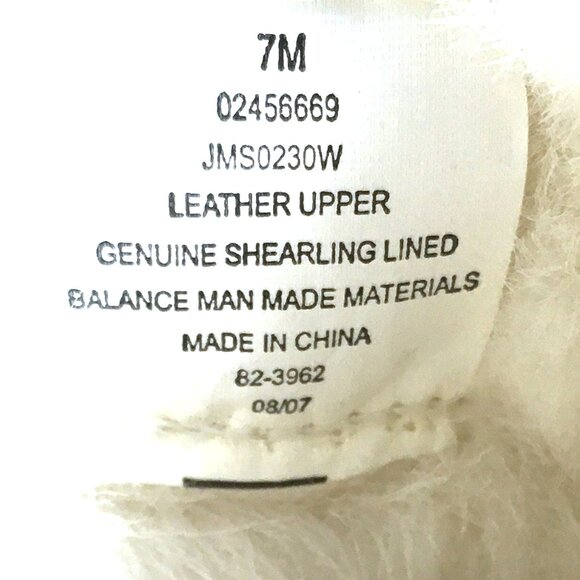 7M
02456669
JMS0230W
LEATHER UPPER
GENUINE SHEARLING LINED
BALANCE MAN MADE MATERIALS
MADE IN CHINA
82-3962
08/07